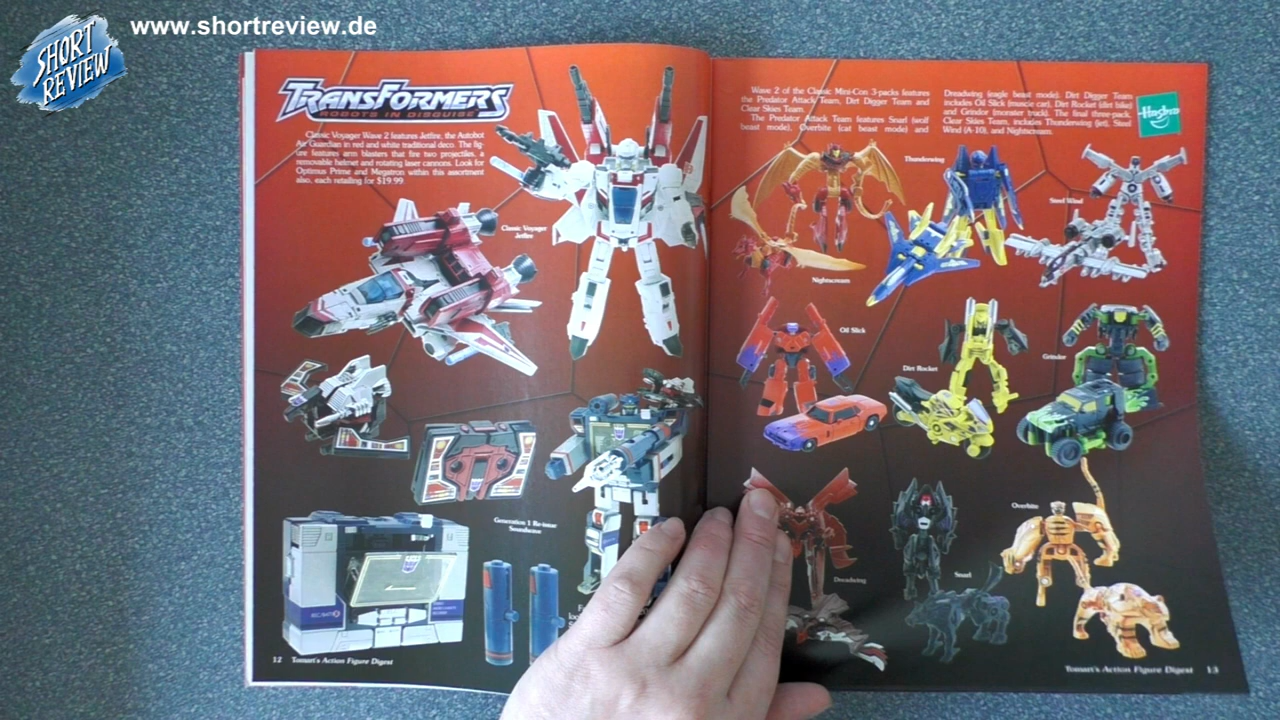 SHORT
REVIEW
www.shortreview.de
TRANSFORMERS
ROBOTS IN DISGUISE
Classic Voyager Wave 2 features Jetfire, the Autobot
Air Guardian in red and white traditional deco. The fig-
ure features arm blasters that fire two projectiles, a
removable helmet and rotating laser cannons. Look for
Optimus Prime and Megatron within this assortment
also, each retailing for $19.99
Classic Voyager
Jetfire
Generation 1 Re-issue
Soundwave
12 Tomart's Action Figure Digest
Wave 2 of the Classic Mini-Con 3-packs features
the Predator Attack Team, Dirt Digger Team and
Clear Skies Team.
The Predator Attack Team features Snarl (wolf
beast mode), Overbite (cat beast mode) and
Dreadwing (eagle beast mode). Dirt Digger Team
includes Oil Slick (muscle car), Dirt Rocket (dirt bike)
and Grindor (monster truck). The final three-pack,
Clear Skies Team, includes Thunderwing (jet), Steel
Wind (A-10), and Nightscream.
Hasbro
Thunderwing
Steel Wind
Nightscream
Oil Slick
Dirt Rocket
Grindor
Overbite
Dreadwing
Snarl
Tomart's Action Figure Digest 13